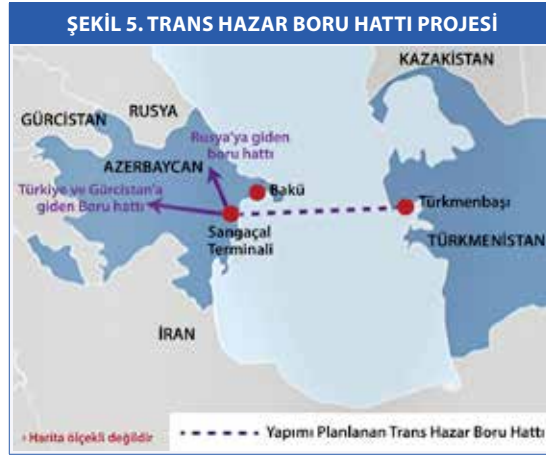 ŞEKİL 5. TRANS HAZAR BORU HATTI PROJESİ
KAZAKİSTAN
RUSYA
GÜRCİSTAN
Rusya'ya giden
boru hattı
AZERBAYCAN
Bakü
Türkiye ve Gürcistan'a
giden Boru hattı
Türkmenbaşı
Sangaçal
Terminali
TÜRKMENİSTAN
İRAN
Harita ölçekli değildir
Yapımı Planlanan Trans Hazar Boru Hattı